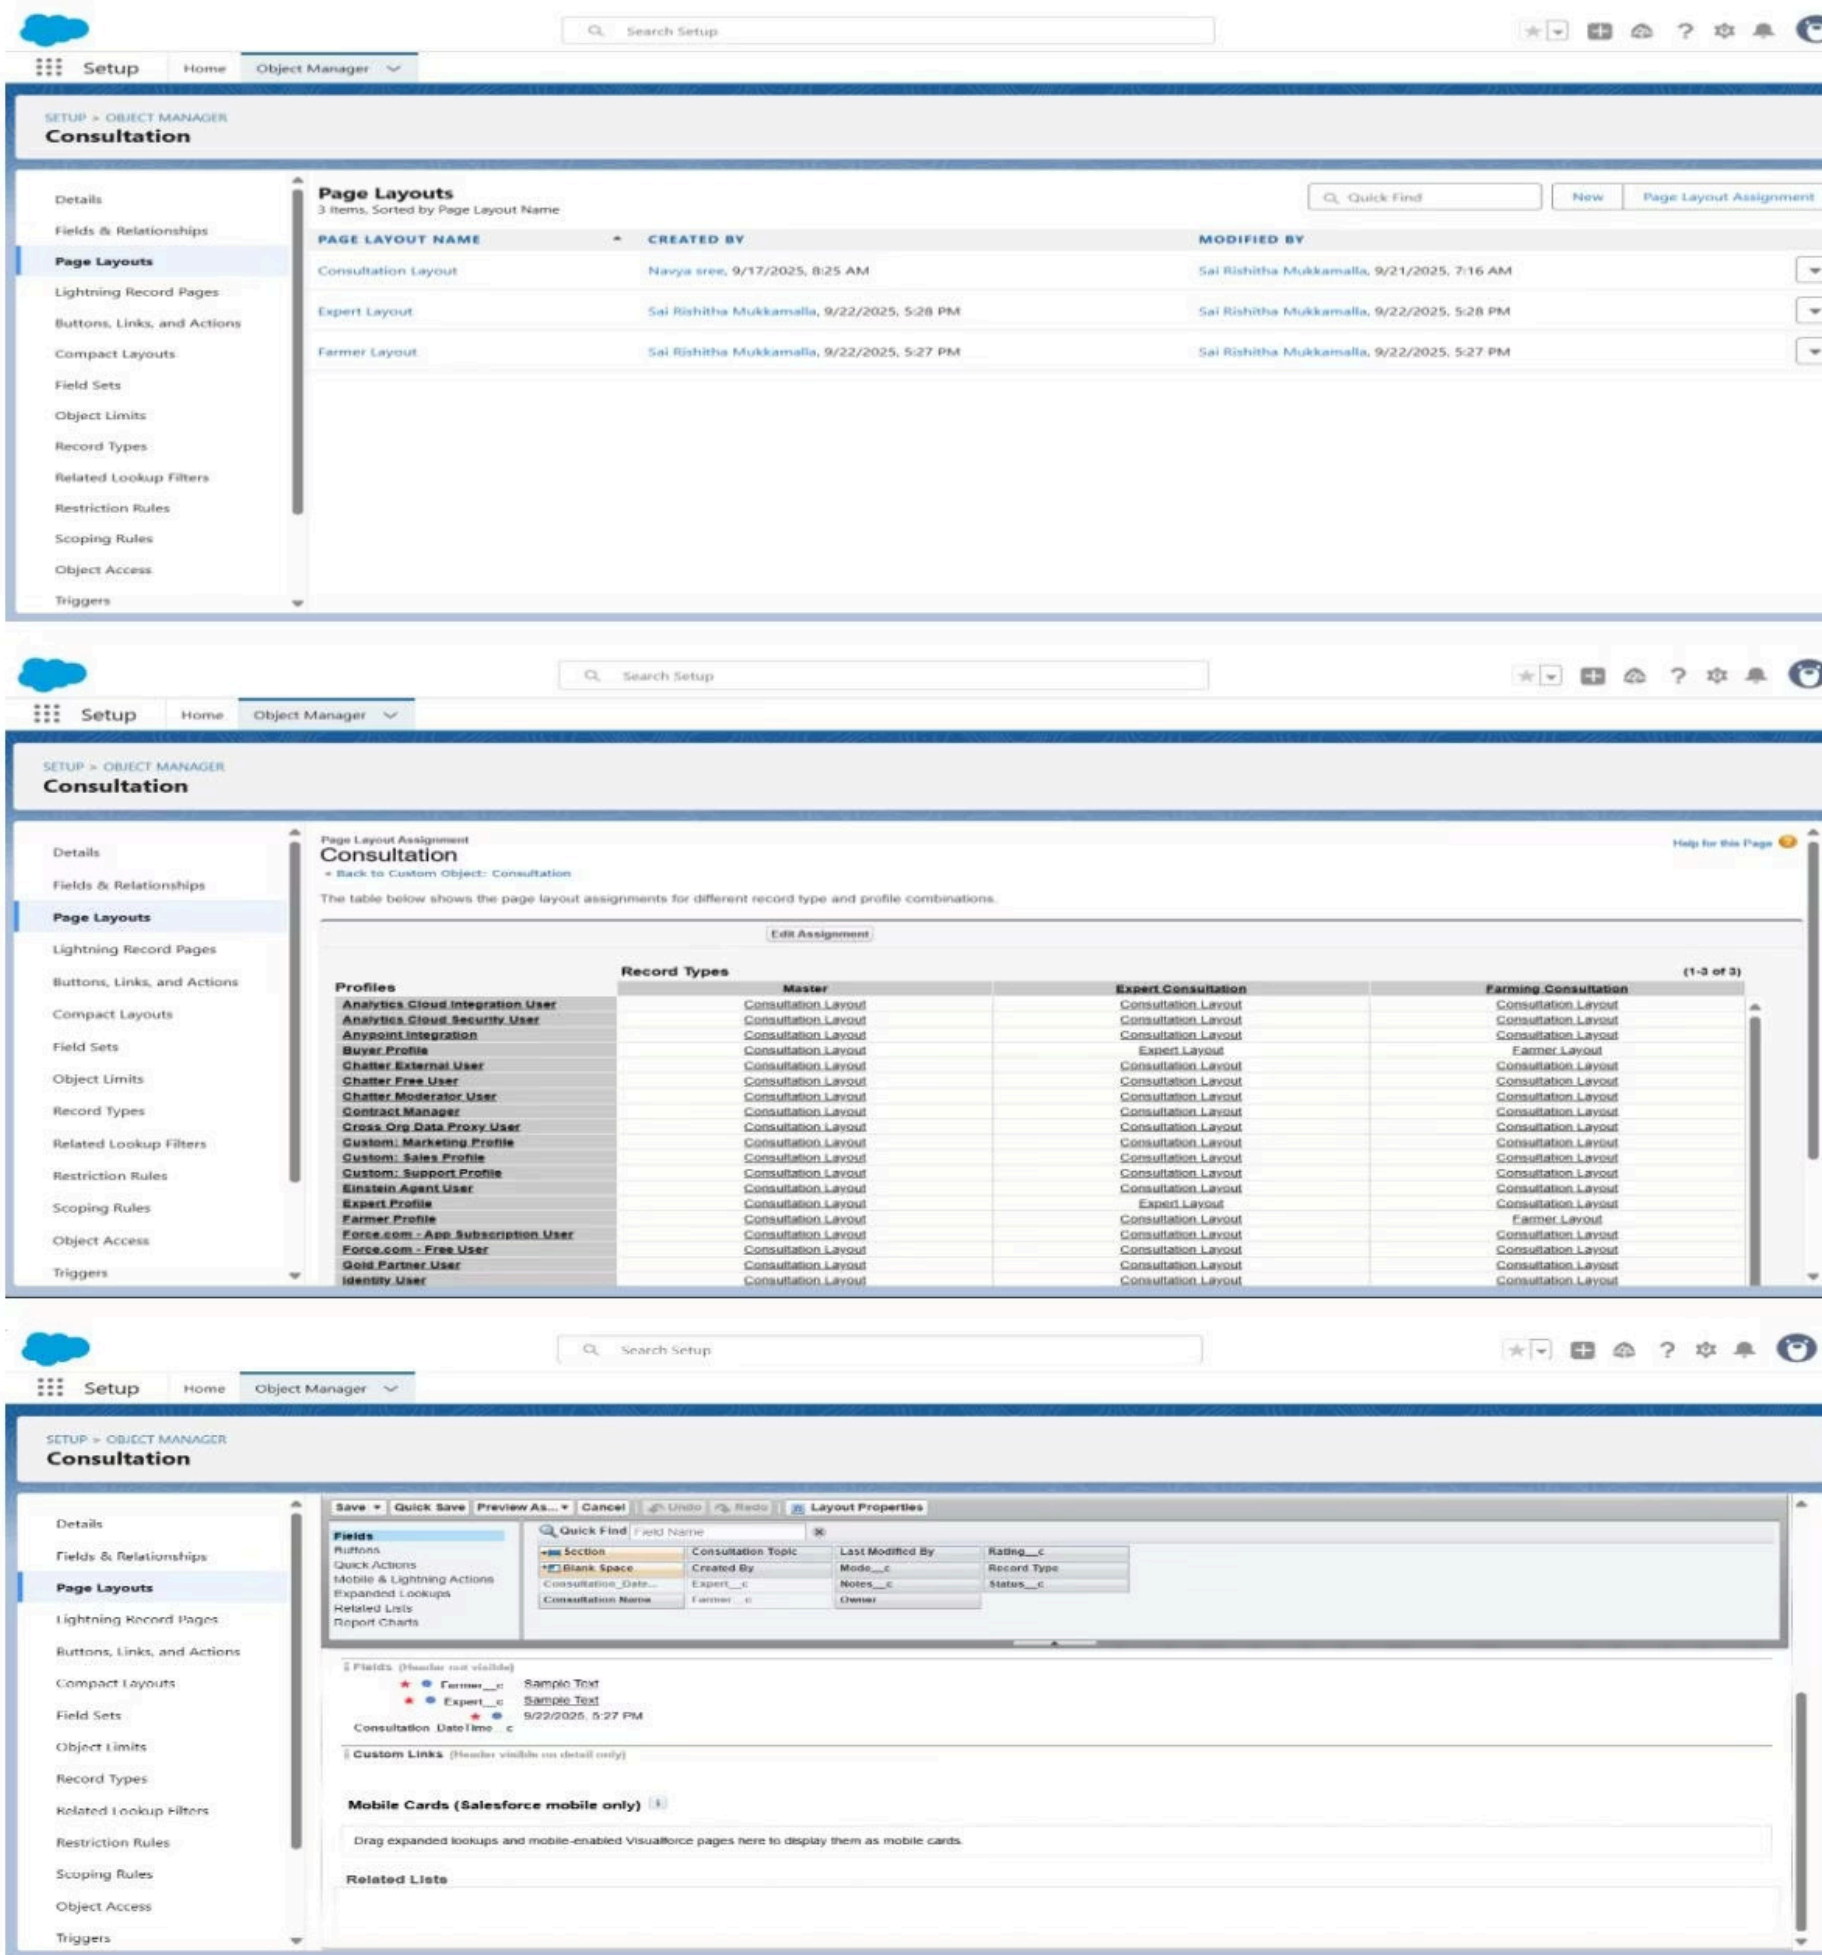 Search Setup
Setup Home Object Manager
SETUP > OBJECT MANAGER
Consultation
Details
Fields & Relationships
Page Layouts
Lightning Record Pages
Buttons, Links, and Actions
Compact Layouts
Field Sets
Object Limits
Record Types
Related Lookup Filters
Restriction Rules
Scoping Rules
Object Access
Triggers
Page Layouts
3 Items, Sorted by Page Layout Name
Quick Find New Page Layout Assignment
PAGE LAYOUT NAME CREATED BY MODIFIED BY
Consultation Layout Navya sree, 9/17/2025, 8:25 AM Sai Rishitha Mukkamalla, 9/21/2025, 7:16 AM
Expert Layout Sai Rishitha Mukkamalla, 9/22/2025, 5:28 PM Sai Rishitha Mukkamalla, 9/22/2025, 5:28 PM
Farmer Layout Sai Rishitha Mukkamalla, 9/22/2025, 5:27 PM Sai Rishitha Mukkamalla, 9/22/2025, 5:27 PM
Search Setup
Setup Home Object Manager
SETUP > OBJECT MANAGER
Consultation
Details
Fields & Relationships
Page Layouts
Lightning Record Pages
Buttons, Links, and Actions
Compact Layouts
Field Sets
Object Limits
Record Types
Related Lookup Filters
Restriction Rules
Scoping Rules
Object Access
Triggers
Page Layout Assignment
Consultation
Help for this Page
« Back to Custom Object: Consultation
The table below shows the page layout assignments for different record type and profile combinations.
Edit Assignment
Record Types (1-3 of 3)
Profiles Master Expert Consultation Farming Consultation
Analytics Cloud Integration User Consultation Layout Consultation Layout Consultation Layout
Analytics Cloud Security User Consultation Layout Consultation Layout Consultation Layout
Anypoint Integration Consultation Layout Consultation Layout Consultation Layout
Buyer Profile Consultation Layout Expert Layout Farmer Layout
Chatter External User Consultation Layout Consultation Layout Consultation Layout
Chatter Free User Consultation Layout Consultation Layout Consultation Layout
Chatter Moderator User Consultation Layout Consultation Layout Consultation Layout
Contract Manager Consultation Layout Consultation Layout Consultation Layout
Cross Org Data Proxy User Consultation Layout Consultation Layout Consultation Layout
Custom: Marketing Profile Consultation Layout Consultation Layout Consultation Layout
Custom: Sales Profile Consultation Layout Consultation Layout Consultation Layout
Custom: Support Profile Consultation Layout Consultation Layout Consultation Layout
Einstein Agent User Consultation Layout Consultation Layout Consultation Layout
Expert Profile Consultation Layout Expert Layout Consultation Layout
Farmer Profile Consultation Layout Consultation Layout Farmer Layout
Force.com - App Subscription User Consultation Layout Consultation Layout Consultation Layout
Force.com - Free User Consultation Layout Consultation Layout Consultation Layout
Gold Partner User Consultation Layout Consultation Layout Consultation Layout
Identity User Consultation Layout Consultation Layout Consultation Layout
Search Setup
Setup Home Object Manager
SETUP > OBJECT MANAGER
Consultation
Details
Fields & Relationships
Page Layouts
Lightning Record Pages
Buttons, Links, and Actions
Compact Layouts
Field Sets
Object Limits
Record Types
Related Lookup Filters
Restriction Rules
Scoping Rules
Object Access
Triggers
Save Quick Save Preview As... Cancel Undo Redo Layout Properties
Fields
Buttons
Quick Actions
Mobile & Lightning Actions
Expanded Lookups
Related Lists
Report Charts
Quick Find Field Name
Section Consultation Topic Last Modified By Rating__c
Blank Space Created By Mode__c Record Type
Consultation_Date... Expert__c Notes__c Status__c
Consultation Name Farmer__c Owner
Fields (Header not visible)
Farmer__c Sample Text
Expert__c Sample Text
Consultation_DateTime__c 9/22/2025, 5:27 PM
Custom Links (Header visible on detail only)
Mobile Cards (Salesforce mobile only)
Drag expanded lookups and mobile-enabled Visualforce pages here to display them as mobile cards.
Related Lists